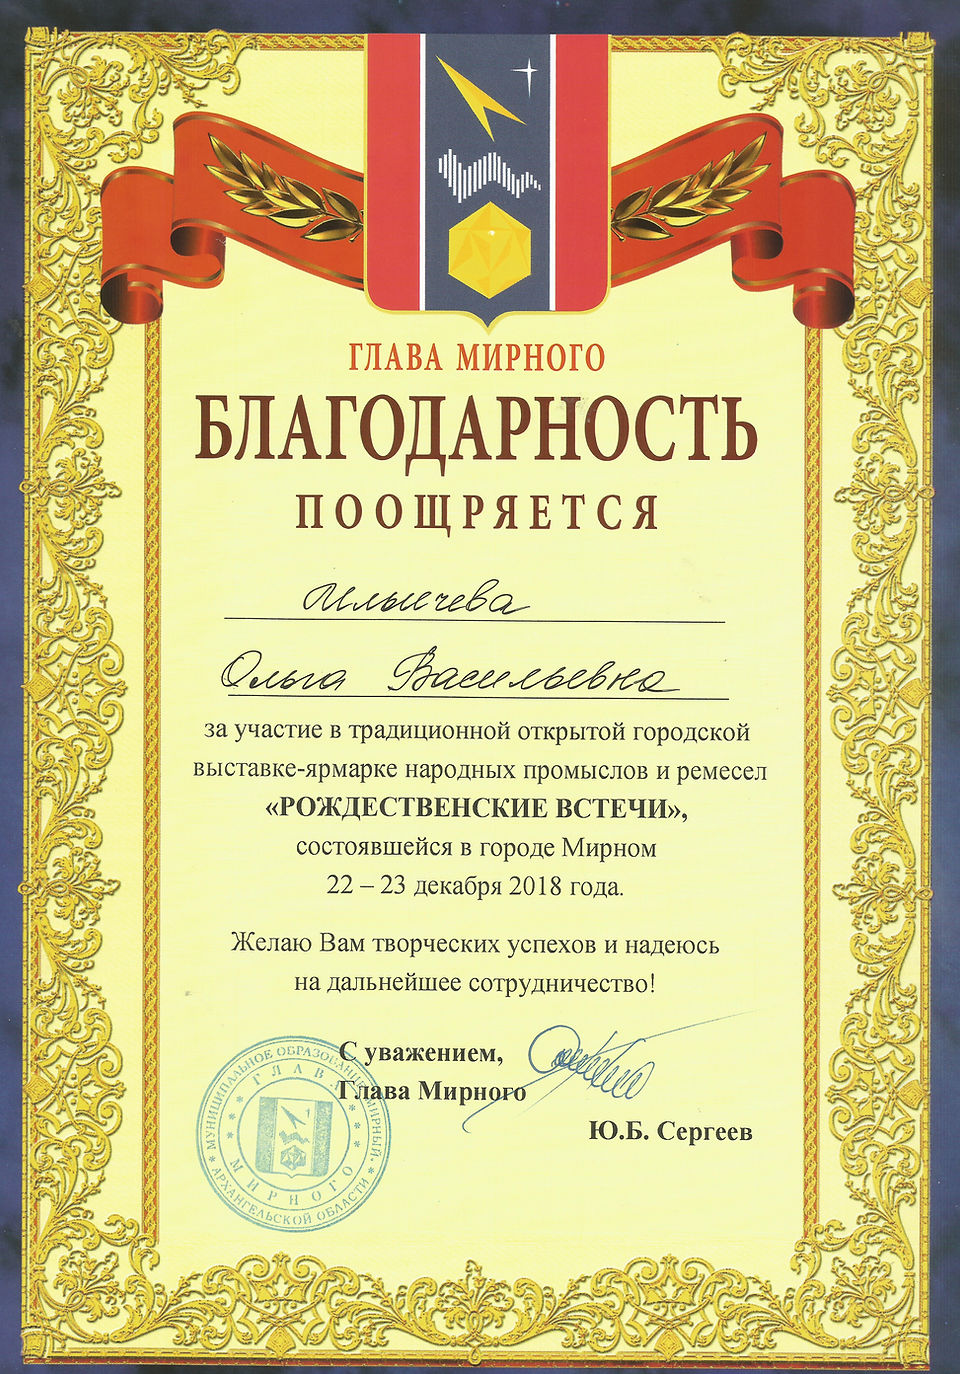 ГЛАВА МИРНОГО
БЛАГОДАРНОСТЬ
ПООЩРЯЕТСЯ
Ильичева
Ольга Васильевна
за участие в традиционной открытой городской
выставке-ярмарке народных промыслов и ремесел
«РОЖДЕСТВЕНСКИЕ ВСТЕЧИ»,
состоявшейся в городе Мирном
22 – 23 декабря 2018 года.
Желаю Вам творческих успехов и надеюсь
на дальнейшее сотрудничество!
С уважением,
Глава Мирного
Ю.Б. Сергеев
МУНИЦИПАЛЬНОЕ ОБРАЗОВАНИЕ МИРНЫЙ
АРХАНГЕЛЬСКОЙ ОБЛАСТИ
ГЛАВА
МИРНОГО